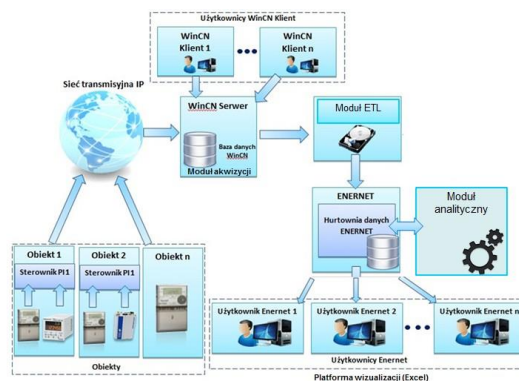 Użytkownicy WinCN Klient
WinCN
Klient 1
WinCN
Klient n
Sieć transmisyjna IP
WinCN Serwer
Baza danych
WinCN
Moduł akwizycji
Moduł ETL
ENERNET
Hurtownia danych
ENERNET
Moduł
analityczny
Obiekt 1
Sterownik PI1
Obiekt 2
Sterownik PI1
Obiekt n
Obiekty
Użytkownik Enernet 1
Użytkownik Enernet 2
Użytkownik Enernet n
Użytkownicy Enernet
Platforma wizualizacji (Excel)